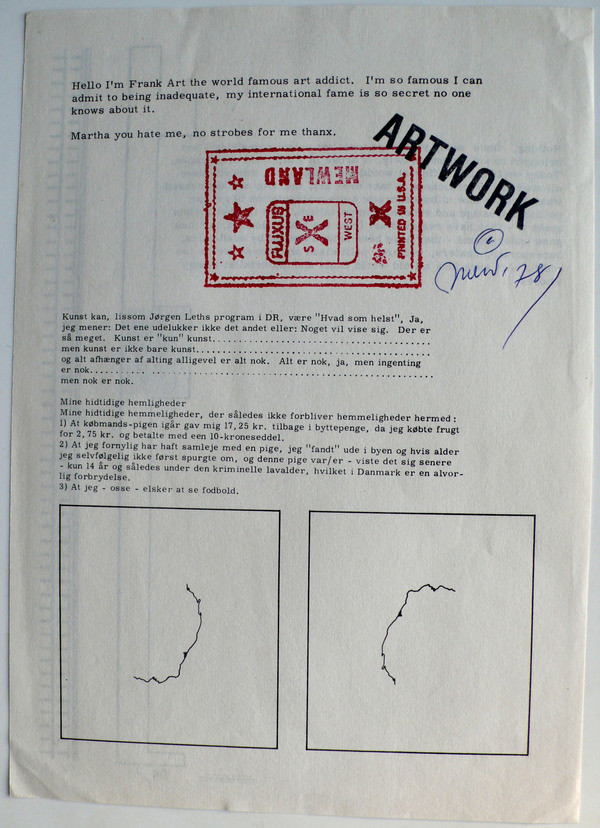 Hello I'm Frank Art the world famous art addict. I'm so famous I can
admit to being inadequate, my international fame is so secret no one
knows about it.
Martha you hate me, no strobes for me thanx.
ARTWORK
NEWLAND
FLUXUS
S E
WEST
PRINTED IN U.S.A.
©
78
Kunst kan, lissom Jørgen Leths program i DR, være "Hvad som helst", Ja,
jeg mener: Det ene udelukker ikke det andet eller: Noget vil vise sig. Der er
så meget. Kunst er "kun" kunst........................................
men kunst er ikke bare kunst...........................................
og alt afhænger af alting alligevel er alt nok. Alt er nok, ja, men ingenting
er nok.......... ....................................................
men nok er nok.
Mine hidtidige hemligheder
Mine hidtidige hemmeligheder, der således ikke forbliver hemmeligheder hermed:
1) At købmands-pigen igår gav mig 17,25 kr. tilbage i byttepenge, da jeg købte frugt
for 2,75 kr. og betalte med een 10-kroneseddel.
2) At jeg fornylig har haft samleje med en pige, jeg "fandt" ude i byen og hvis alder
jeg selvfølgelig ikke først spurgte om, og denne pige var/er - viste det sig senere
- kun 14 år og således under den kriminelle lavalder, hvilket i Danmark er en alvor-
lig forbrydelse.
3) At jeg - osse - elsker at se fodbold.